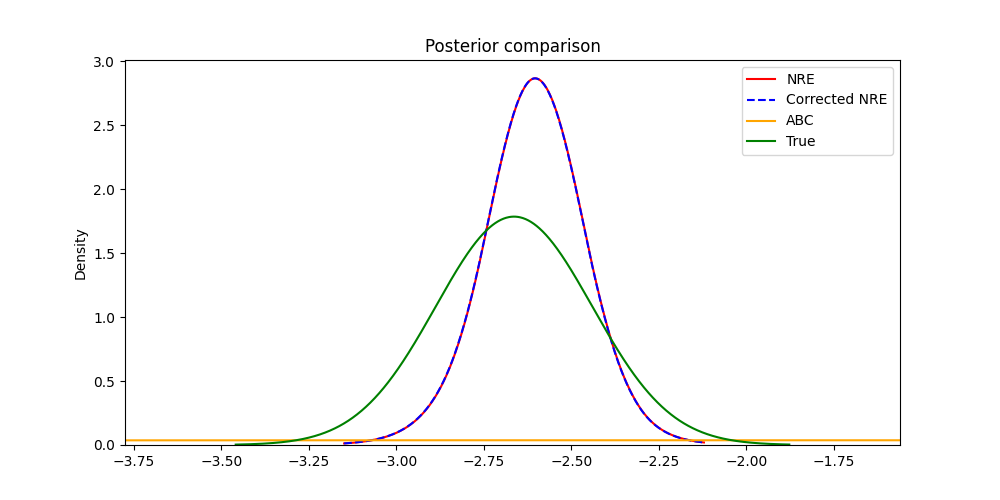 Posterior comparison
NRE
Corrected NRE
ABC
True
Density
3.0
2.5
2.0
1.5
1.0
0.5
0.0
−3.75 −3.50 −3.25 −3.00 −2.75 −2.50 −2.25 −2.00 −1.75